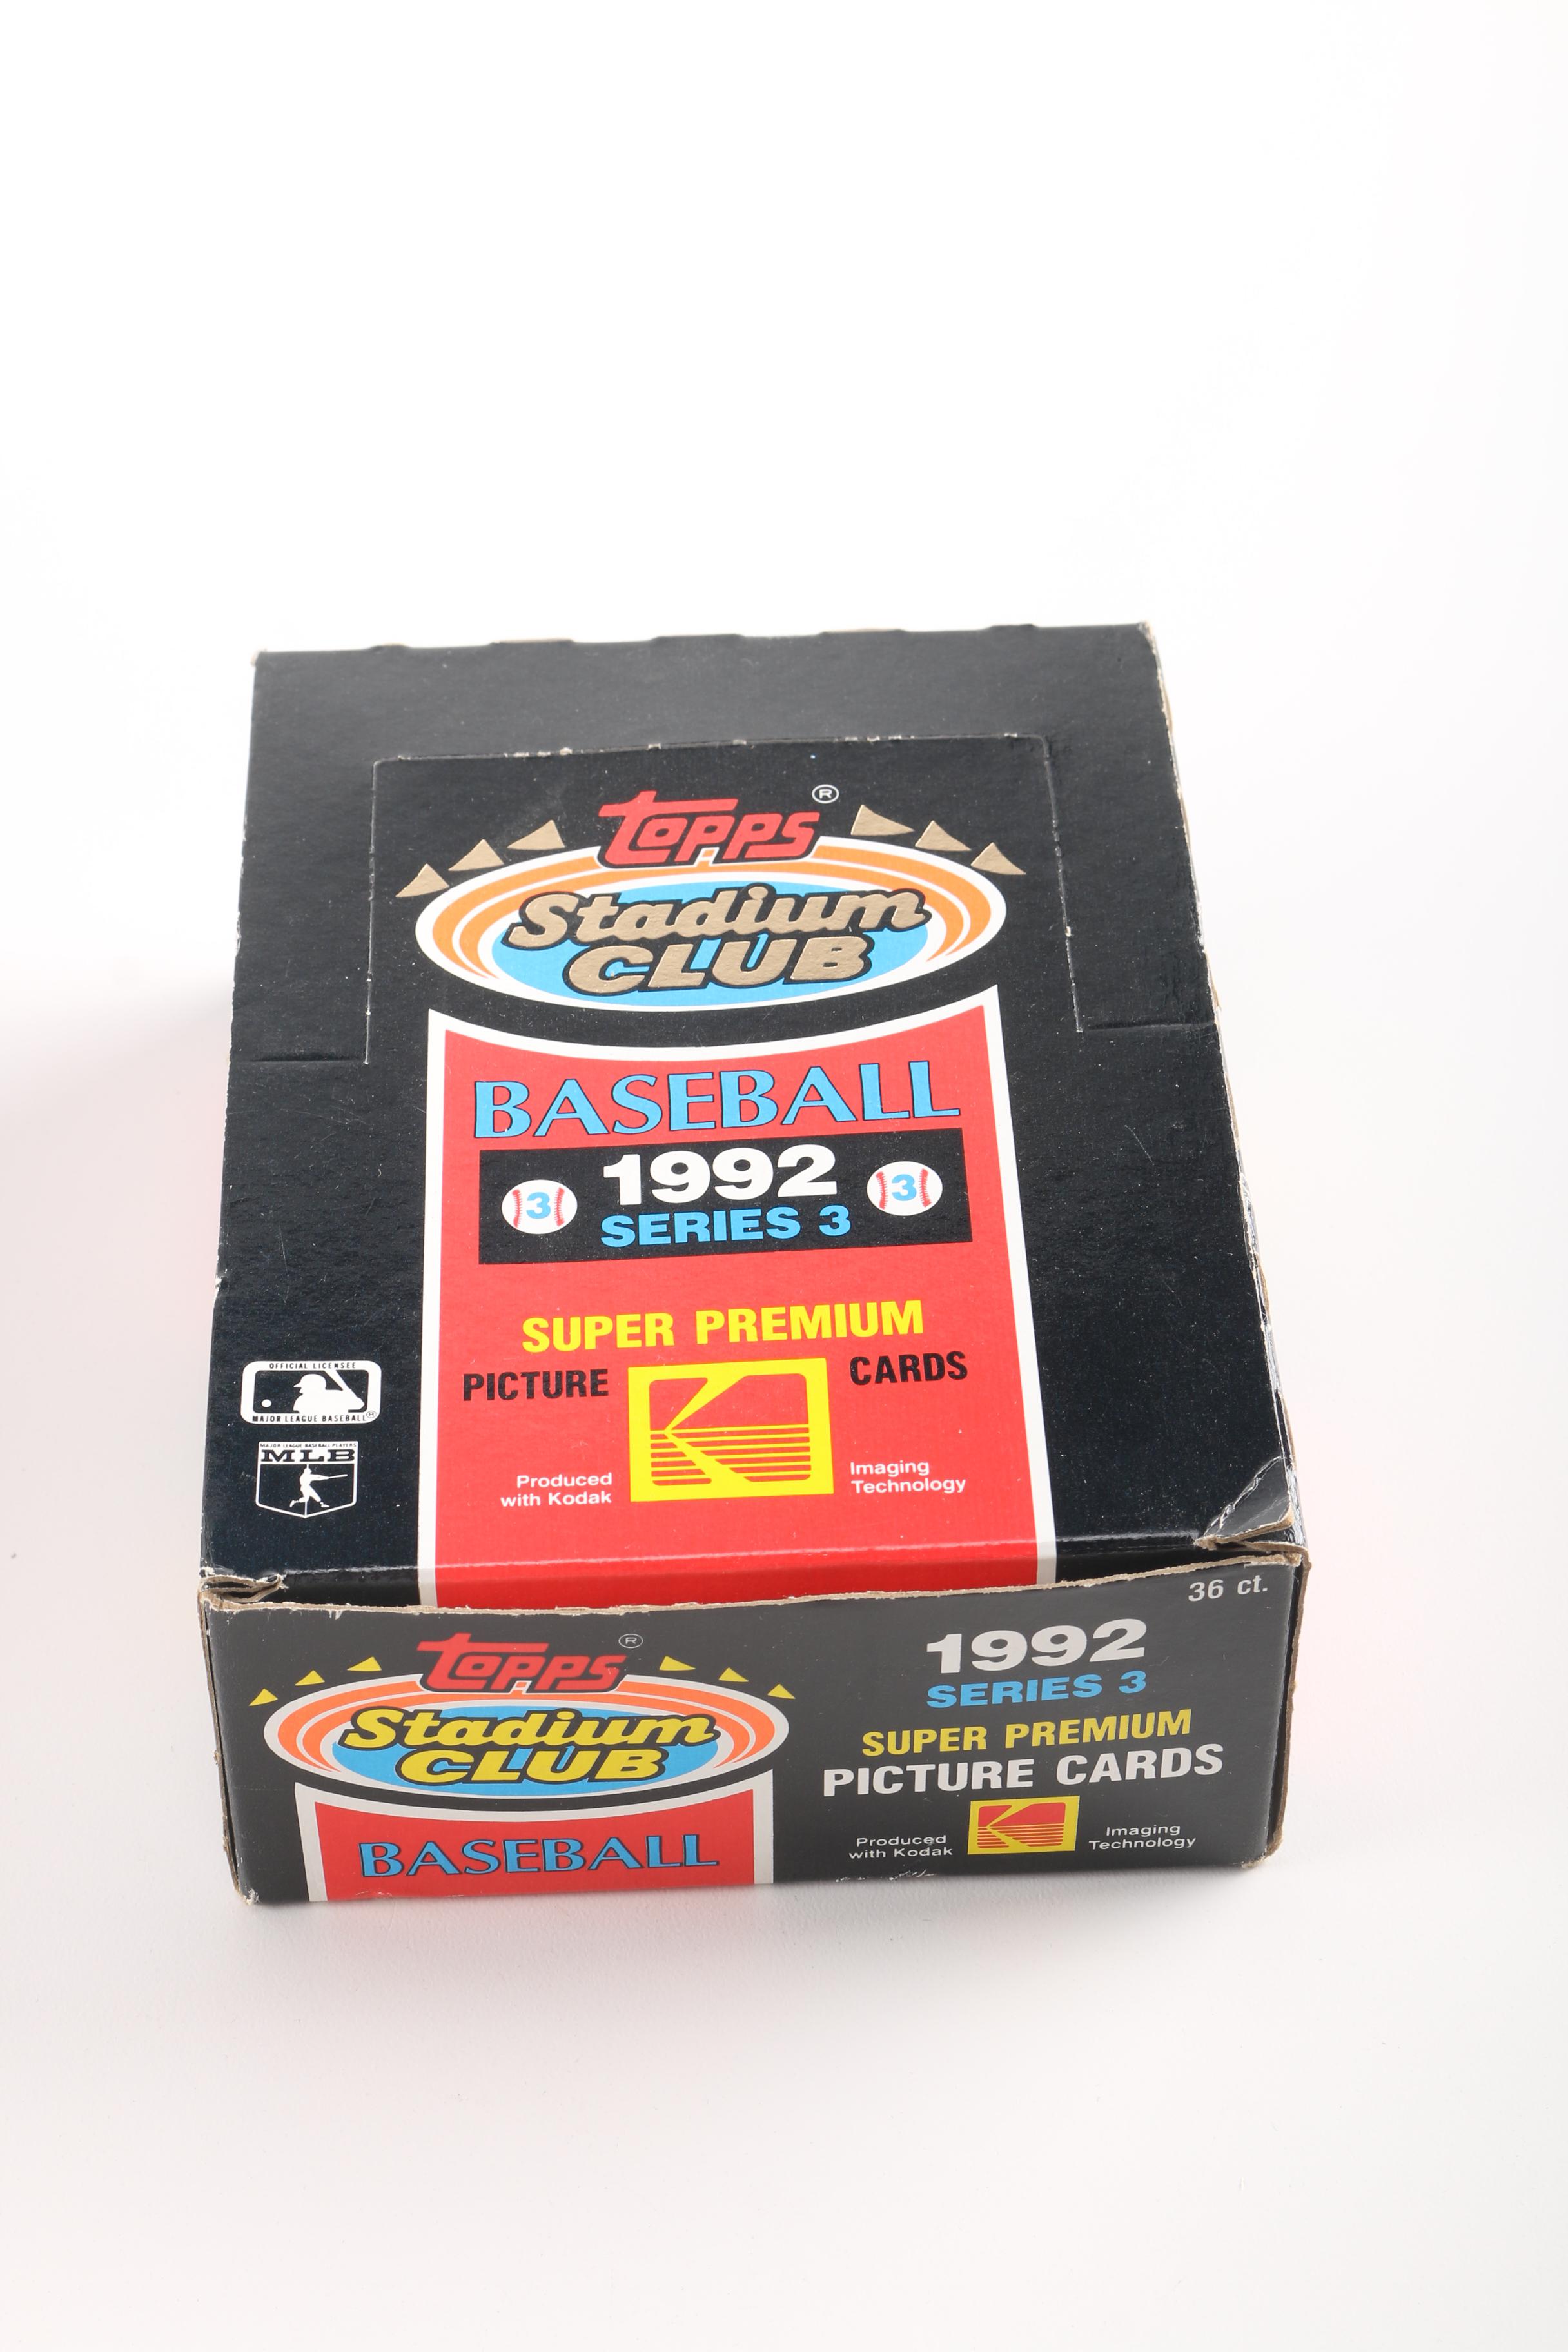 Topps®
Stadium
CLUB
BASEBALL
3 1992 3
SERIES 3
SUPER PREMIUM
PICTURE CARDS
Produced
with Kodak
Imaging
Technology
OFFICIAL LICENSEE
MAJOR LEAGUE BASEBALL®
MAJOR LEAGUE BASEBALL PLAYERS
MLB
36 ct.
Topps®
Stadium
CLUB
BASEBALL
1992
SERIES 3
SUPER PREMIUM
PICTURE CARDS
Produced
with Kodak
Imaging
Technology